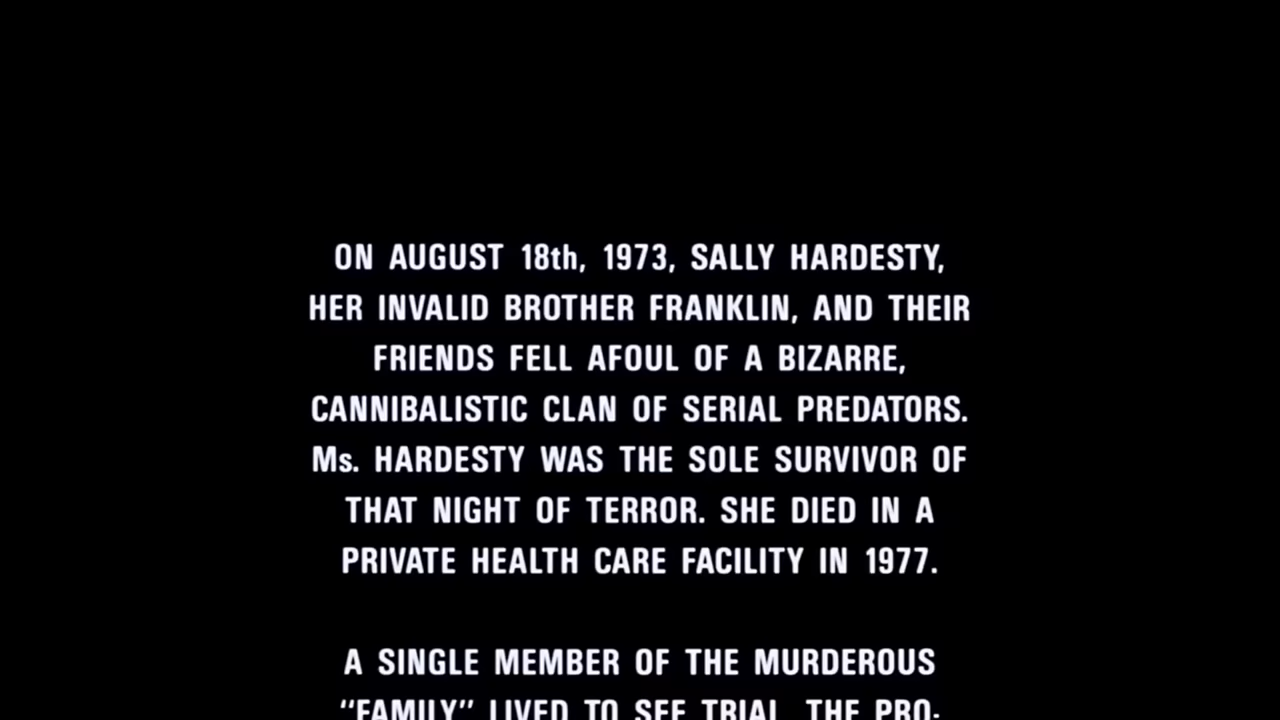 ON AUGUST 18th, 1973, SALLY HARDESTY,
HER INVALID BROTHER FRANKLIN, AND THEIR
FRIENDS FELL AFOUL OF A BIZARRE,
CANNIBALISTIC CLAN OF SERIAL PREDATORS.
Ms. HARDESTY WAS THE SOLE SURVIVOR OF
THAT NIGHT OF TERROR. SHE DIED IN A
PRIVATE HEALTH CARE FACILITY IN 1977.
A SINGLE MEMBER OF THE MURDEROUS
“FAMILY” LIVED TO SEE TRIAL. THE PRO-